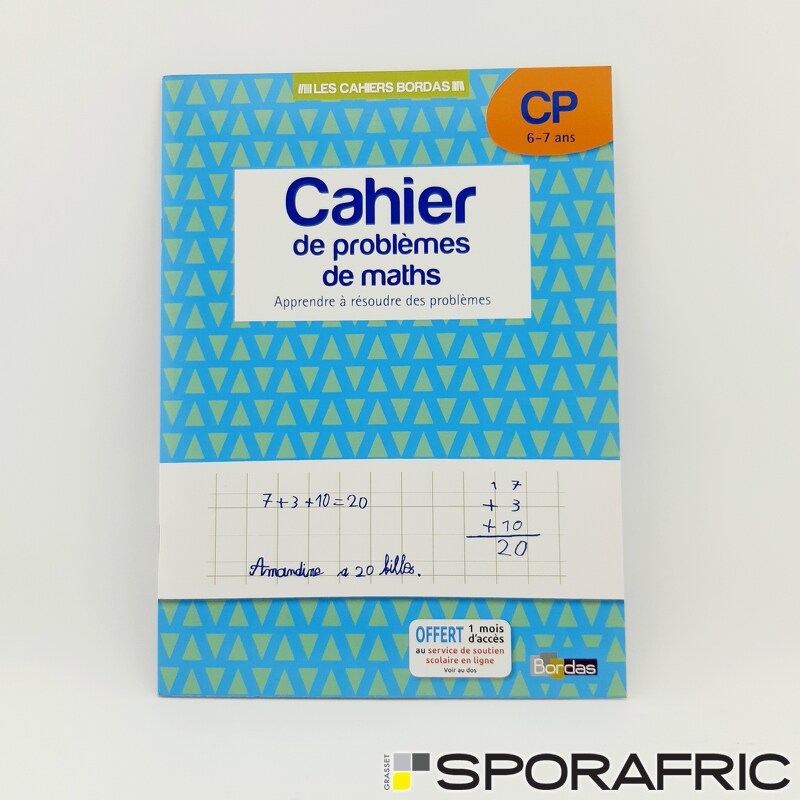 LES CAHIERS BORDAS
CP
6-7 ans
Cahier
de problèmes
de maths
Apprendre à résoudre des problèmes
7+3+10=20
1 7
+ 3
+10
20
Amandine a 20 billes.
OFFERT 1 mois d'accès
au service de soutien
scolaire en ligne
Voir au dos
Bordas
GRASSET
SPORAFRIC